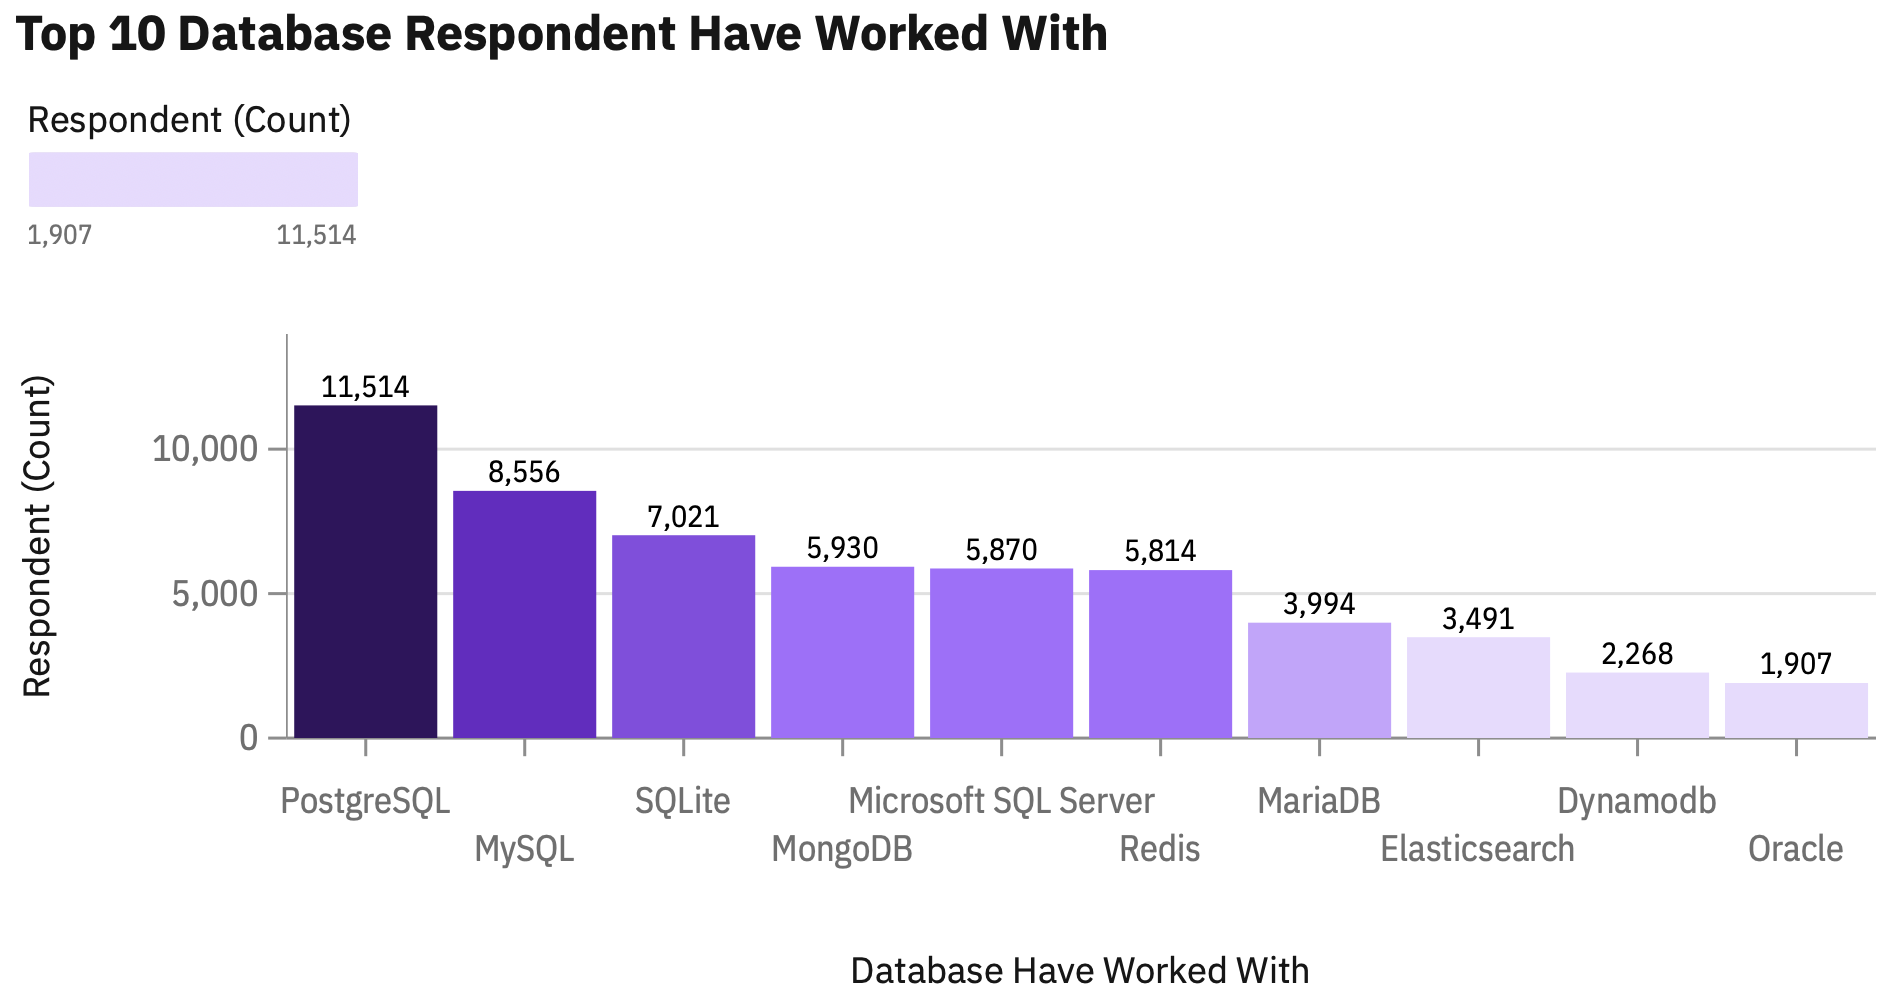 Top 10 Database Respondent Have Worked With
Respondent (Count)
1,907 11,514
Respondent (Count)
10,000
5,000
0
11,514
8,556
7,021
5,930
5,870
5,814
3,994
3,491
2,268
1,907
PostgreSQL
MySQL
SQLite
MongoDB
Microsoft SQL Server
Redis
MariaDB
Elasticsearch
Dynamodb
Oracle
Database Have Worked With